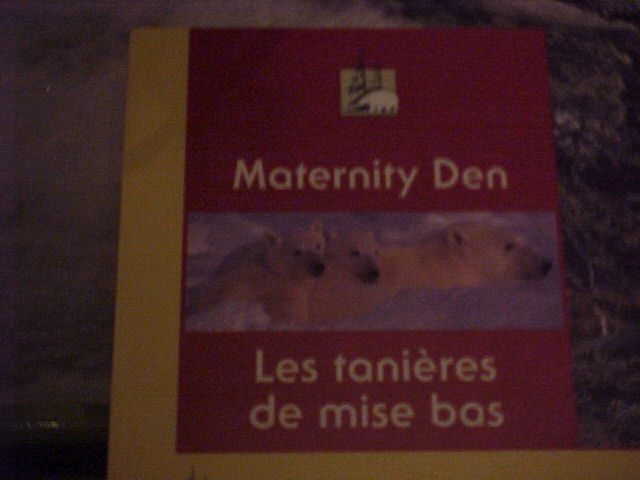 Maternity Den
Les tanières
de mise bas